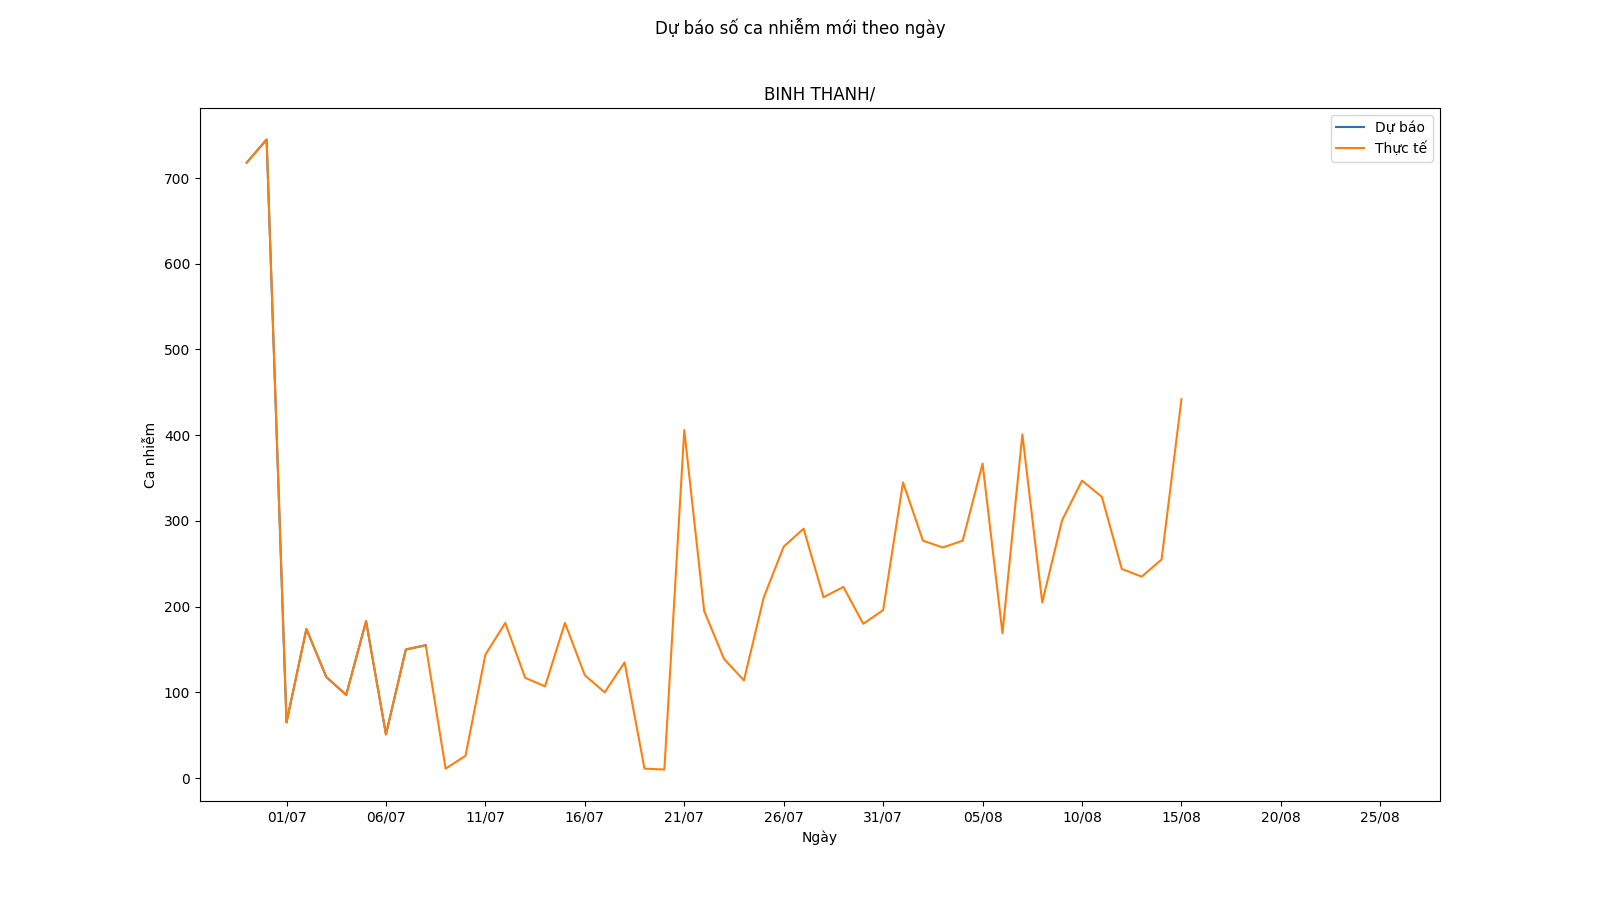 Dự báo số ca nhiễm mới theo ngày
BINH THANH/
Dự báo
Thực tế
700
600
500
400
300
200
100
0
Ca nhiễm
01/07 06/07 11/07 16/07 21/07 26/07 31/07 05/08 10/08 15/08 20/08 25/08
Ngày